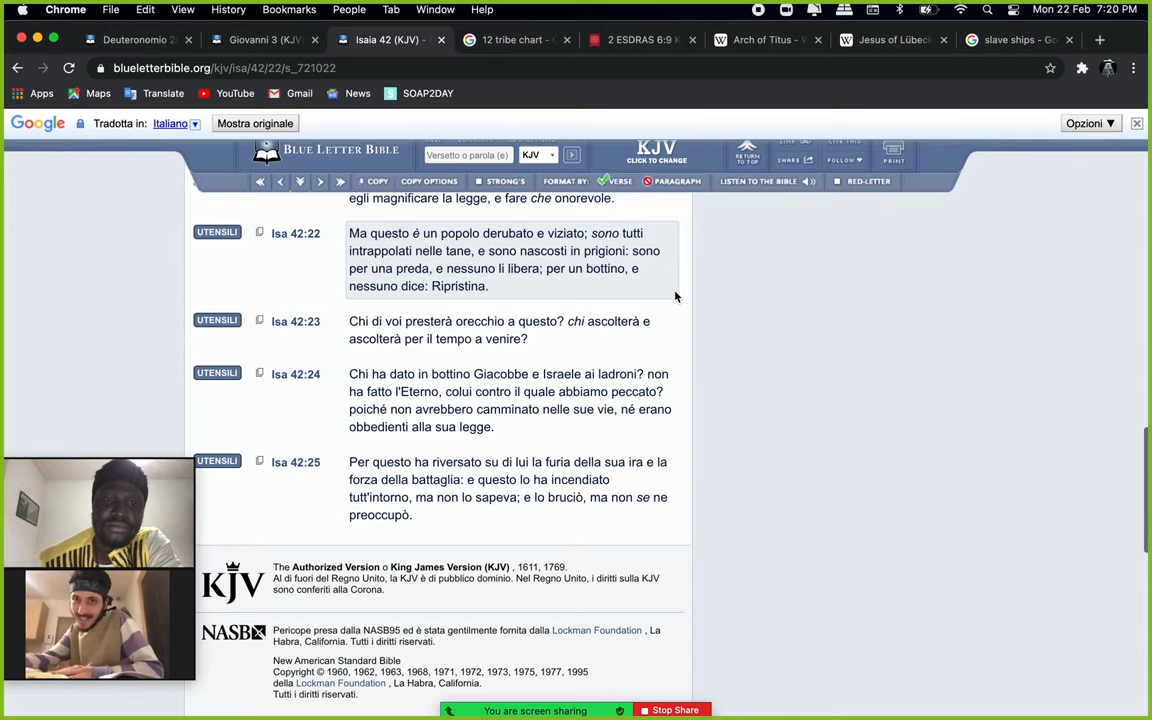 Chrome File Edit View History Bookmarks People Tab Window Help Mon 22 Feb 7:20 PM
Deuteronomio 2 Giovanni 3 (KJV) Isaia 42 (KJV) - 12 tribe chart - 2 ESDRAS 6:9 K Arch of Titus - Jesus of Lübeck slave ships - Go
blueletterbible.org/kjv/isa/42/22/s_721022
Apps Maps Translate YouTube Gmail News SOAP2DAY
Google Tradotta in: Italiano Mostra originale Opzioni ▼
BLUE LETTER BIBLE Versetto o parola (e) KJV KJV CLICK TO CHANGE RETURN TO TOP SHARE FOLLOW PRINT
COPY COPY OPTIONS STRONG'S FORMAT BY: VERSE PARAGRAPH LISTEN TO THE BIBLE RED-LETTER
egli magnificare la legge, e fare che onorevole.
UTENSILI Isa 42:22 Ma questo è un popolo derubato e viziato; sono tutti
intrappolati nelle tane, e sono nascosti in prigioni: sono
per una preda, e nessuno li libera; per un bottino, e
nessuno dice: Ripristina.
UTENSILI Isa 42:23 Chi di voi presterà orecchio a questo? chi ascolterà e
ascolterà per il tempo a venire?
UTENSILI Isa 42:24 Chi ha dato in bottino Giacobbe e Israele ai ladroni? non
ha fatto l'Eterno, colui contro il quale abbiamo peccato?
poiché non avrebbero camminato nelle sue vie, né erano
obbedienti alla sua legge.
UTENSILI Isa 42:25 Per questo ha riversato su di lui la furia della sua ira e la
forza della battaglia: e questo lo ha incendiato
tutt'intorno, ma non lo sapeva; e lo bruciò, ma non se ne
preoccupò.
KJV The Authorized Version o King James Version (KJV) , 1611, 1769.
Al di fuori del Regno Unito, la KJV è di pubblico dominio. Nel Regno Unito, i diritti sulla KJV
sono conferiti alla Corona.
NASB Pericope presa dalla NASB95 ed è stata gentilmente fornita dalla Lockman Foundation , La
Habra, California. Tutti i diritti riservati.
New American Standard Bible
Copyright © 1960, 1962, 1963, 1968, 1971, 1972, 1973, 1975, 1977, 1995
della Lockman Foundation , La Habra, California.
Tutti i diritti riservati.
You are screen sharing Stop Share